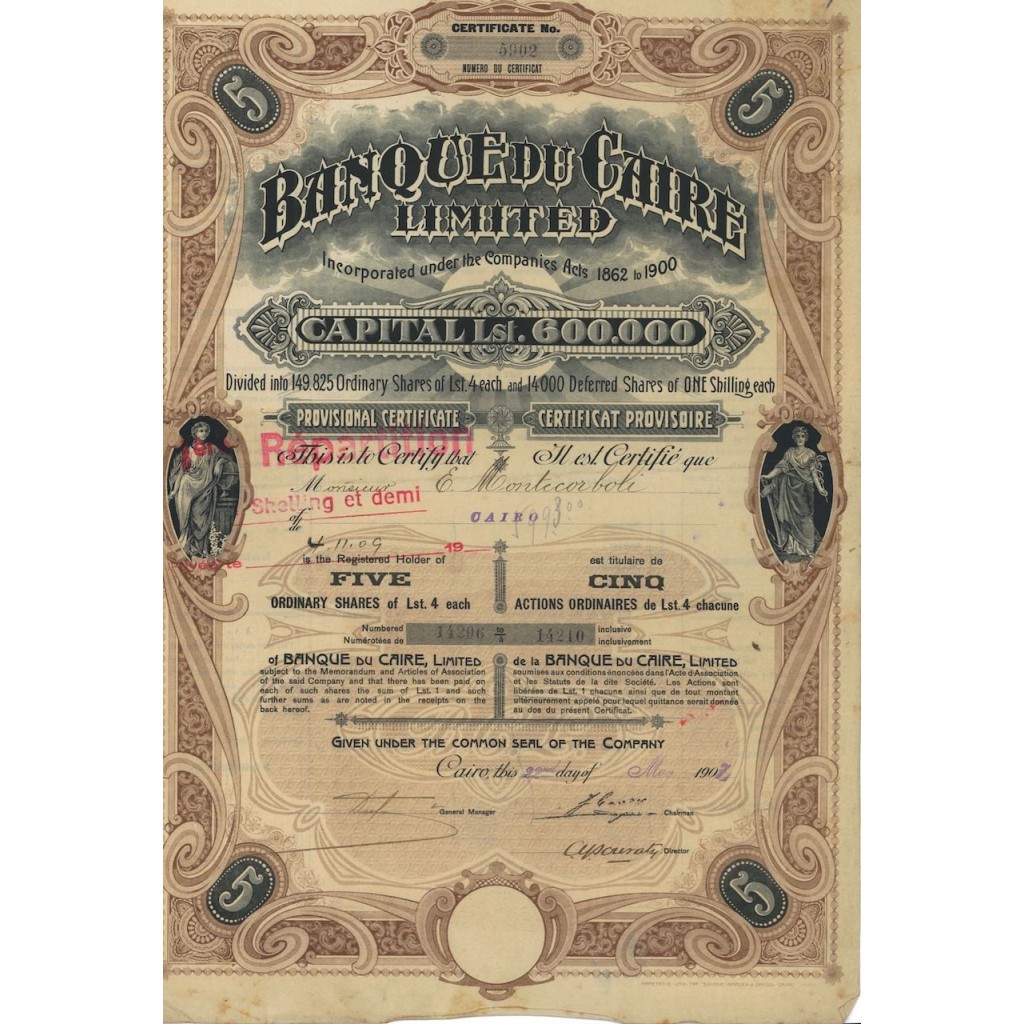 CERTIFICATE No.
5902
NUMERO DU CERTIFICAT
5 5
BANQUE DU CAIRE
LIMITED
Incorporated under the Companies Acts 1862 to 1900
CAPITAL Lst. 600.000
Divided into 149.825 Ordinary Shares of Lst. 4 each and 14000 Deferred Shares of ONE Shilling each
PROVISIONAL CERTIFICATE CERTIFICAT PROVISOIRE
Répartition
This is to Certify that Il est Certifié que
Monsieur E. Montecorboli
Shelling et demi
of CAIRO
de
4.11.09 19
is the Registered Holder of est titulaire de
FIVE CINQ
ORDINARY SHARES of Lst. 4 each ACTIONS ORDINAIRES de Lst. 4 chacune
Numbered 14206 to 14210 inclusive
Numérotées de à inclusivement
of BANQUE DU CAIRE, LIMITED de la BANQUE DU CAIRE, LIMITED
subject to the Memorandum and Articles of Association soumises aux conditions énoncées dans l'Acte d'Association
of the said Company and that there has been paid on et les Statuts de la dite Société. Les Actions sont
each of such shares the sum of Lst. 1 and such libérées de Lst. 1 chacune ainsi que de tout montant
further sums as are noted in the receipts on the ultérieurement appelé pour lequel quittance serait donnée
back hereof. au dos du présent Certificat.
GIVEN UNDER THE COMMON SEAL OF THE COMPANY
Cairo, this 22nd day of May 1907
General Manager Chairman
Director
5 5